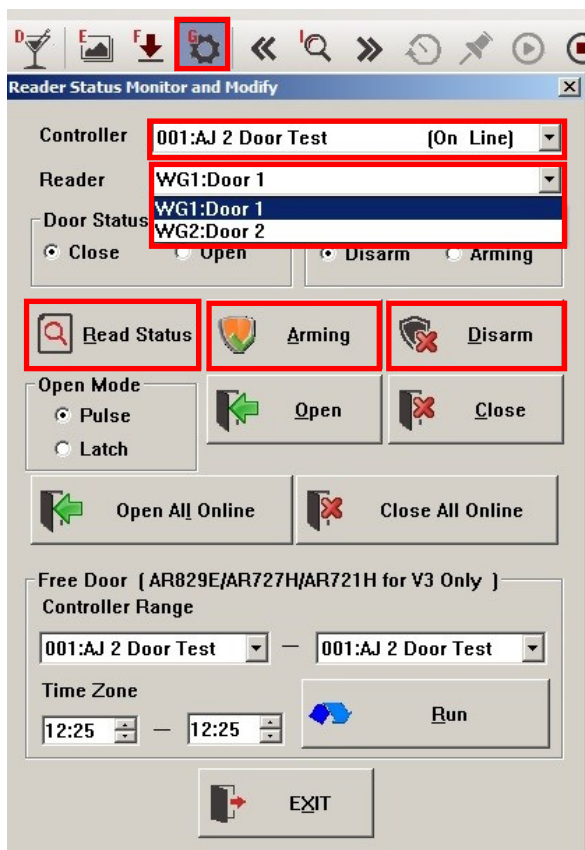 D E F G I
Reader Status Monitor and Modify
Controller 001:AJ 2 Door Test (On Line)
Reader WG1:Door 1
WG1:Door 1
WG2:Door 2
Door Status
Close Open Disarm Arming
Read Status Arming Disarm
Open Mode
Pulse
Latch
Open Close
Open All Online Close All Online
Free Door ( AR829E/AR727H/AR721H for V3 Only )
Controller Range
001:AJ 2 Door Test — 001:AJ 2 Door Test
Time Zone
12:25 — 12:25 Run
EXIT